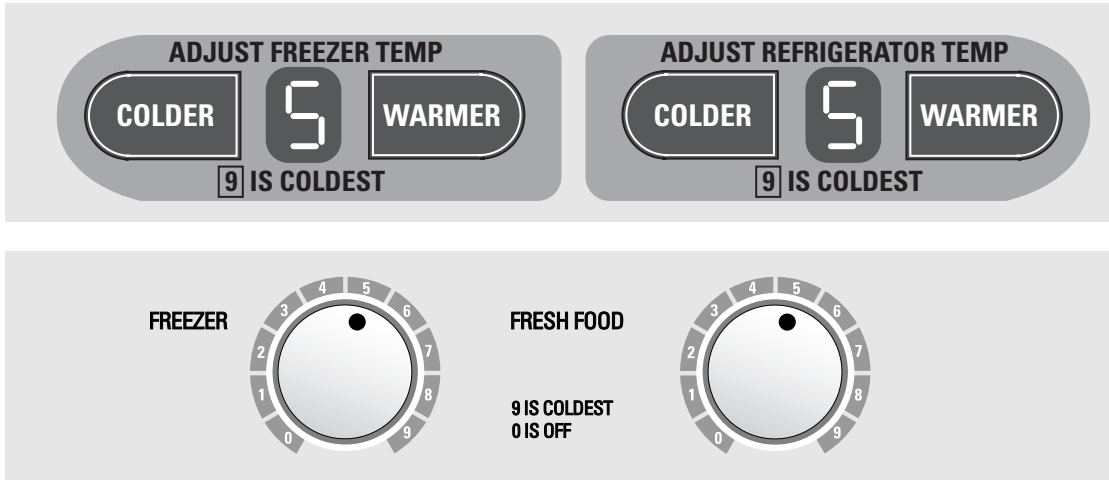 ADJUST FREEZER TEMP
COLDER 5 WARMER
9 IS COLDEST
ADJUST REFRIGERATOR TEMP
COLDER 5 WARMER
9 IS COLDEST
FREEZER
0 1 2 3 4 5 6 7 8 9
FRESH FOOD
9 IS COLDEST
0 IS OFF
0 1 2 3 4 5 6 7 8 9